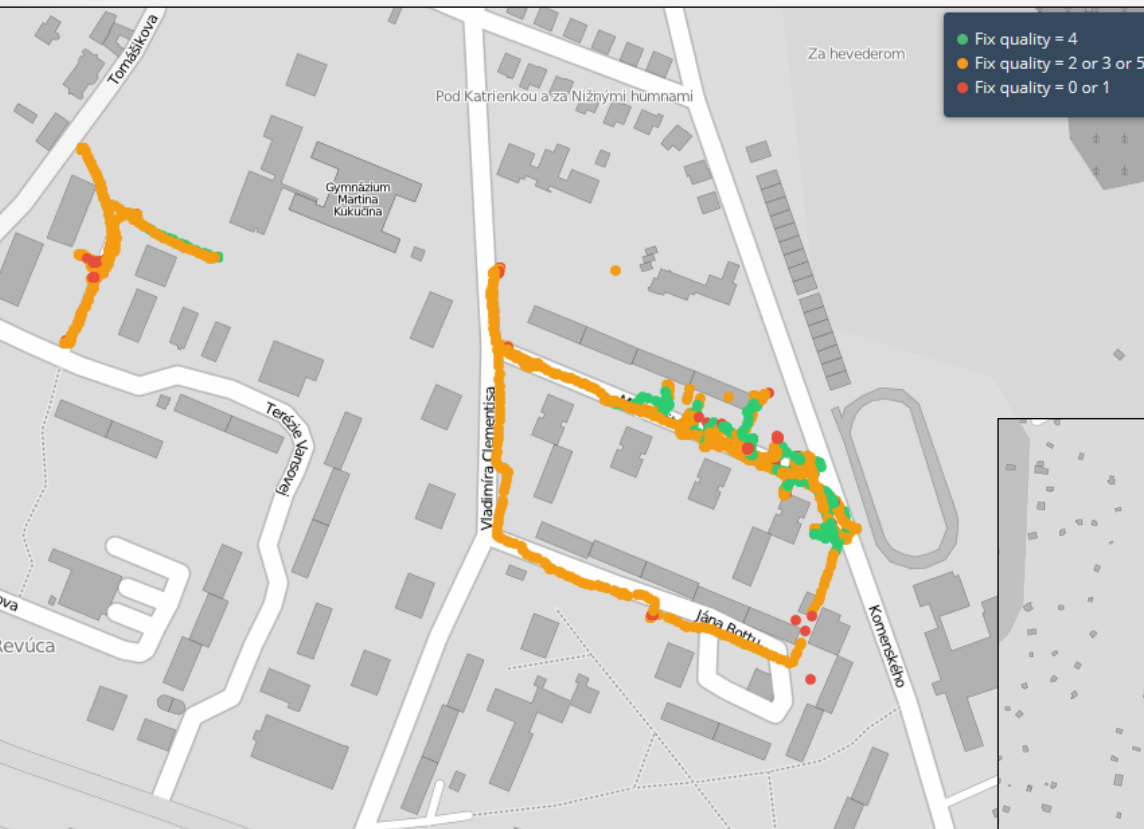 Tomášikova
Za hevederom
Fix quality = 4
Fix quality = 2 or 3 or 5
Fix quality = 0 or 1
Pod Katrienkou a za Nižnými humnami
Gymnázium
Martina
Kukučína
Terézie Vansovej
Vladimíra Clementisa
Jána Bottu
Komenského
ova
Revúca